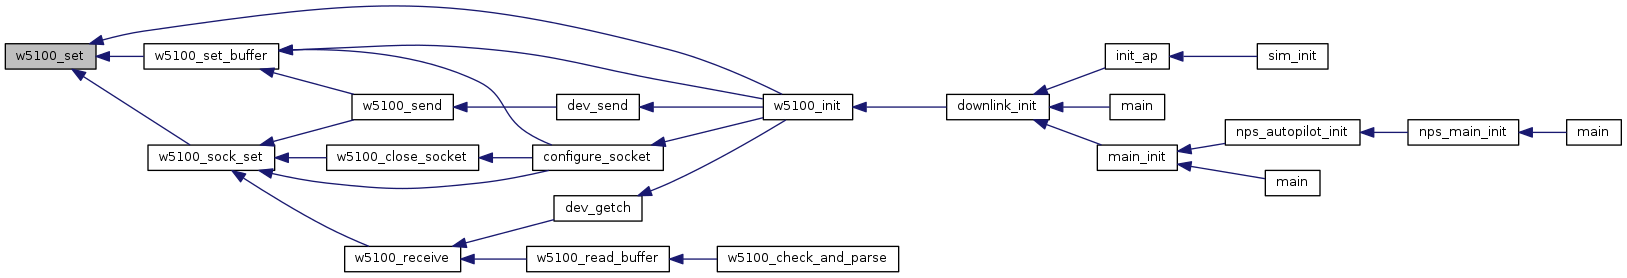 w5100_set
w5100_set_buffer
w5100_sock_set
w5100_send
w5100_close_socket
w5100_receive
dev_send
configure_socket
dev_getch
w5100_read_buffer
w5100_init
w5100_check_and_parse
downlink_init
init_ap
main
main_init
sim_init
nps_autopilot_init
main
nps_main_init
main